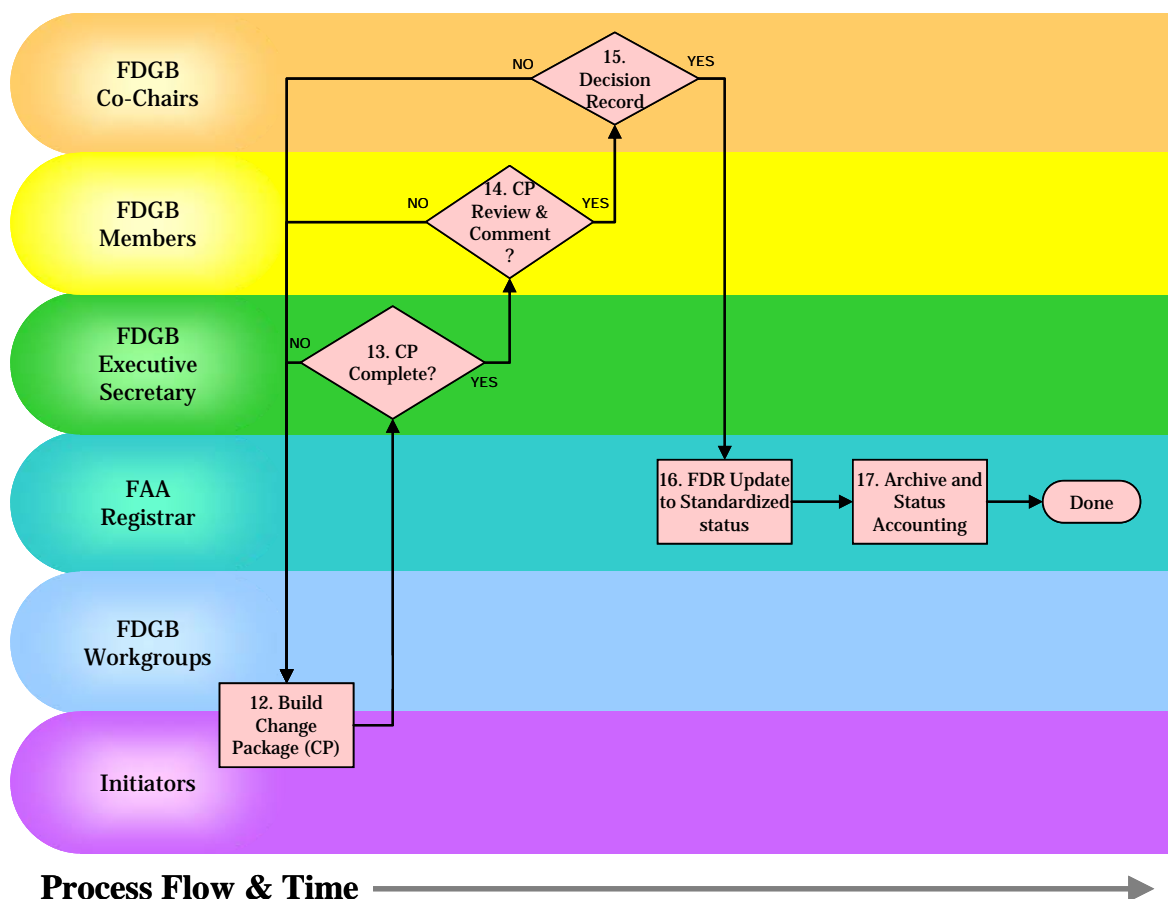 FDGB
Co-Chairs
NO
15.
Decision
Record
YES
FDGB
Members
NO
14. CP
Review &
Comment
?
YES
FDGB
Executive
Secretary
NO
13. CP
Complete?
YES
FAA
Registrar
16. FDR Update
to Standardized
status
17. Archive and
Status
Accounting
Done
FDGB
Workgroups
12. Build
Change
Package (CP)
Initiators
Process Flow & Time